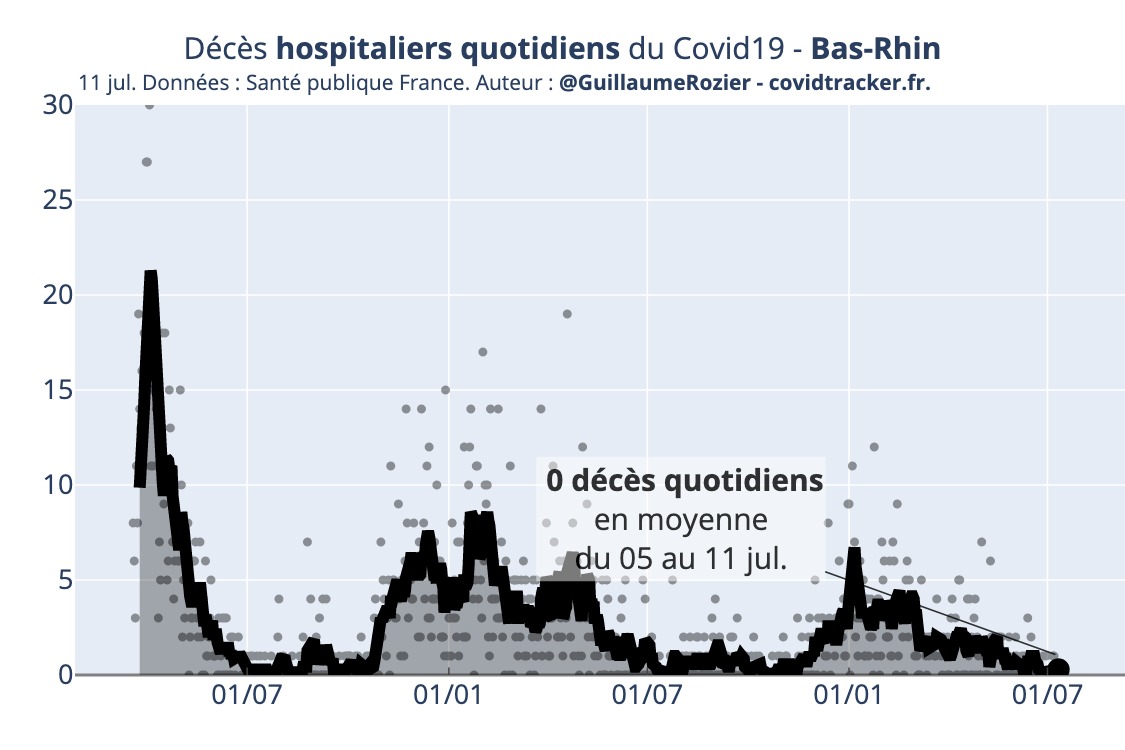 Décès hospitaliers quotidiens du Covid19 - Bas-Rhin
11 jul. Données : Santé publique France. Auteur : @GuillaumeRozier - covidtracker.fr.
30
25
20
15
10
5
0
0 décès quotidiens
en moyenne
du 05 au 11 jul.
01/07
01/01
01/07
01/01
01/07